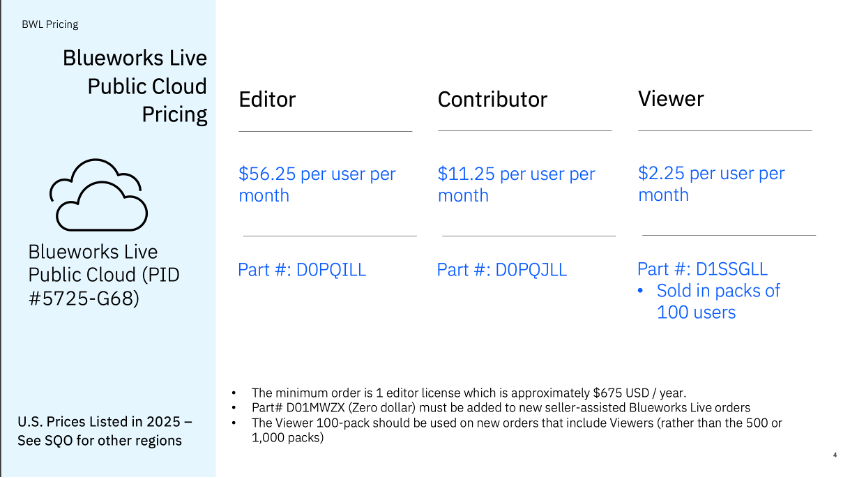 BWL Pricing
Blueworks Live
Public Cloud
Pricing
Blueworks Live
Public Cloud (PID
#5725-G68)
U.S. Prices Listed in 2025 –
See SQO for other regions
Editor
$56.25 per user per
month
Part #: D0PQILL
Contributor
$11.25 per user per
month
Part #: D0PQJLL
Viewer
$2.25 per user per
month
Part #: D1SSGLL
• Sold in packs of
100 users
• The minimum order is 1 editor license which is approximately $675 USD / year.
• Part# D01MWZX (Zero dollar) must be added to new seller-assisted Blueworks Live orders
• The Viewer 100-pack should be used on new orders that include Viewers (rather than the 500 or
1,000 packs)
4